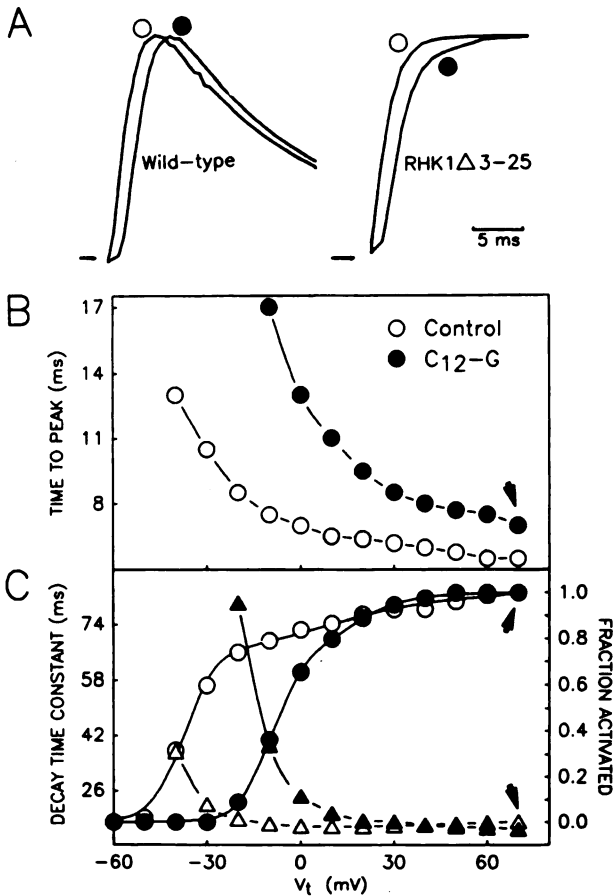 A
Wild-type
RHK1△3-25
5 ms
B
TIME TO PEAK (ms)
17
14
11
8
Control
C₁₂-G
C
DECAY TIME CONSTANT (ms)
74
58
42
26
FRACTION ACTIVATED
1.0
0.8
0.6
0.4
0.2
0.0
-60
-30
0
30
60
Vₜ (mV)